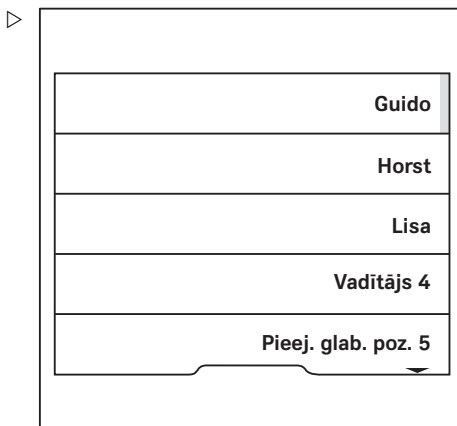 Guido
Horst
Lisa
Vadītājs 4
Pieej. glab. poz. 5